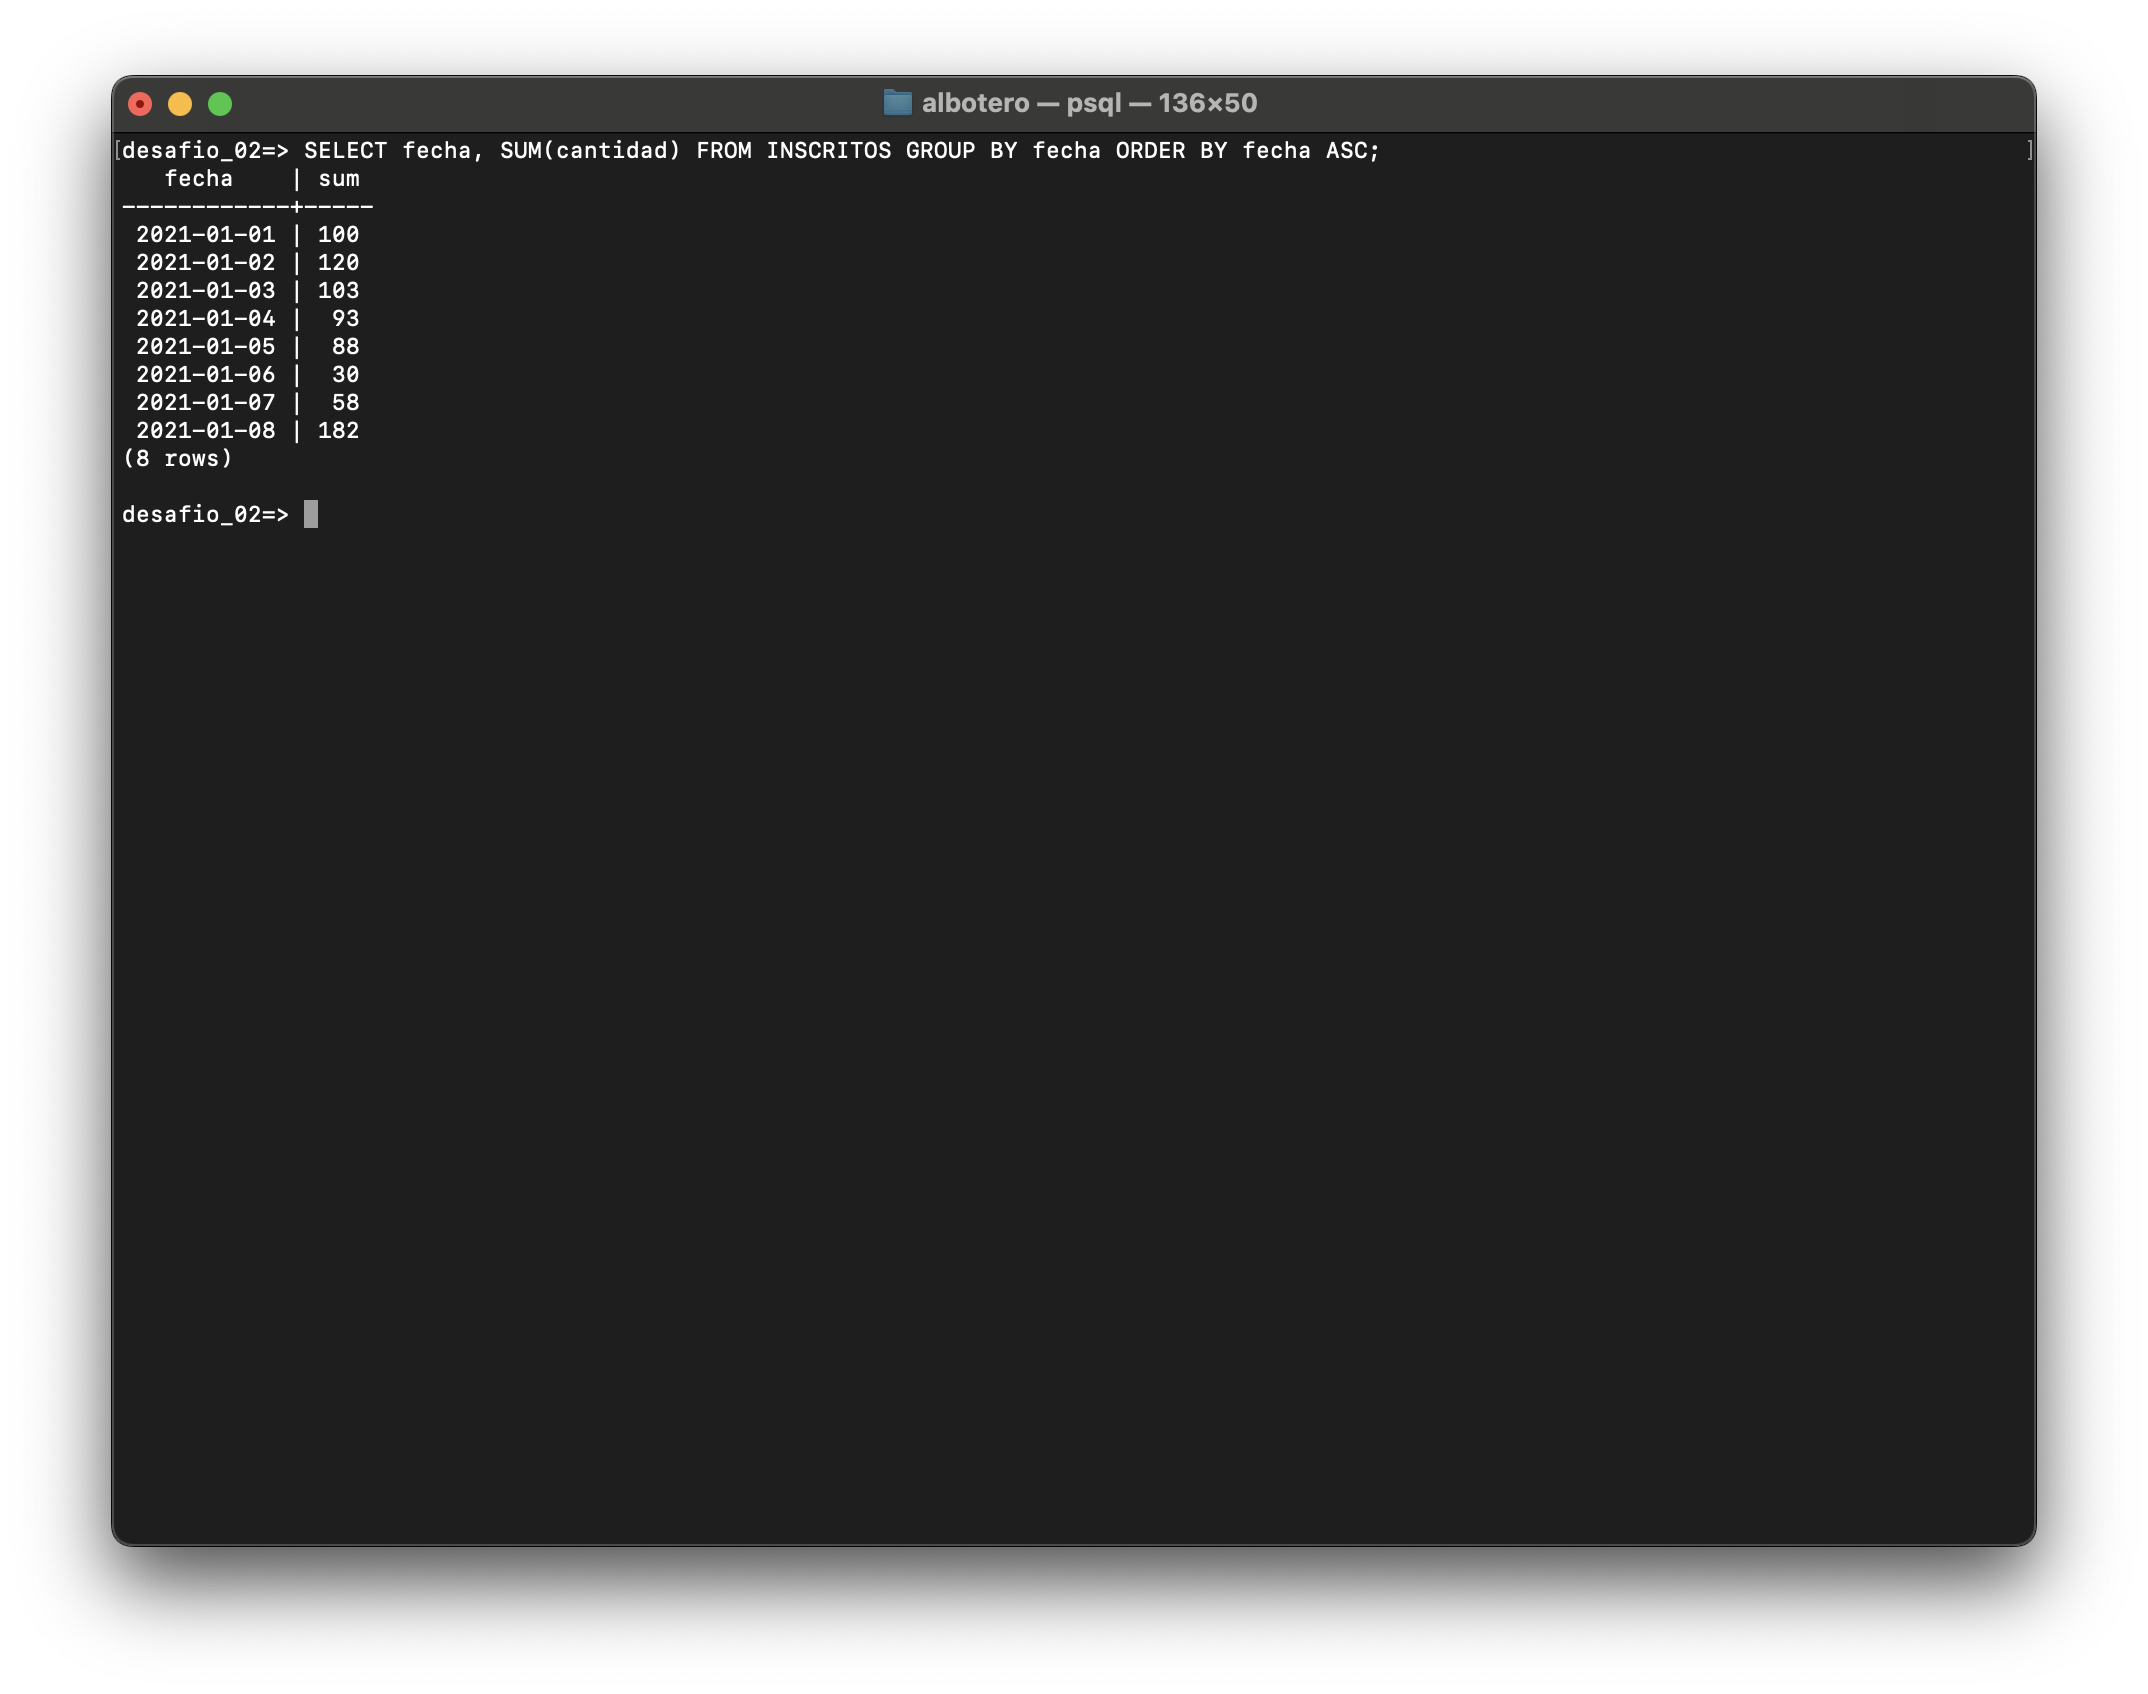 albotero — psql — 136×50
[desafio_02=> SELECT fecha, SUM(cantidad) FROM INSCRITOS GROUP BY fecha ORDER BY fecha ASC; ]
   fecha    | sum
------------+-----
 2021-01-01 | 100
 2021-01-02 | 120
 2021-01-03 | 103
 2021-01-04 |  93
 2021-01-05 |  88
 2021-01-06 |  30
 2021-01-07 |  58
 2021-01-08 | 182
(8 rows)
desafio_02=>